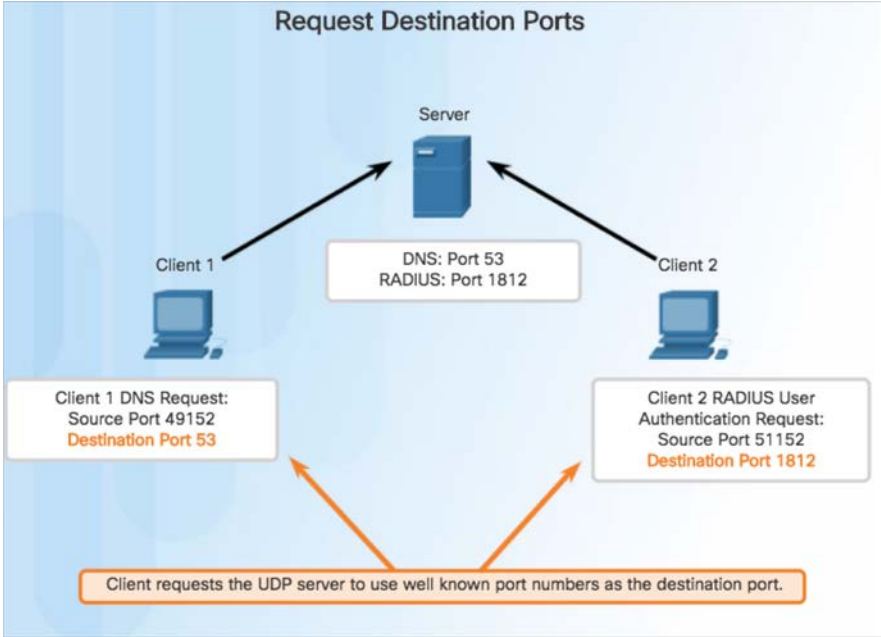 Request Destination Ports
Server
Client 1
DNS: Port 53
RADIUS: Port 1812
Client 2
Client 1 DNS Request:
Source Port 49152
Destination Port 53
Client 2 RADIUS User
Authentication Request:
Source Port 51152
Destination Port 1812
Client requests the UDP server to use well known port numbers as the destination port.